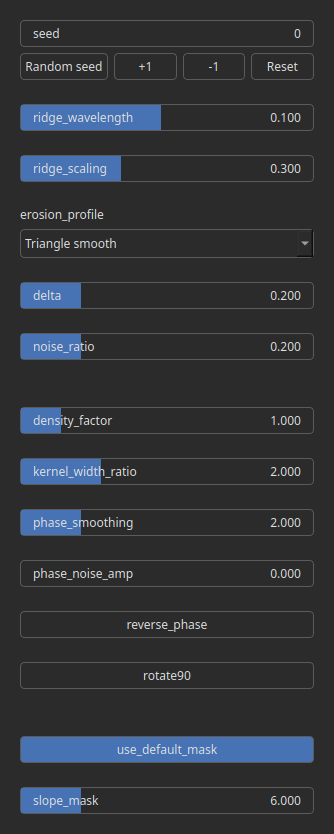 seed 0
Random seed +1 -1 Reset
ridge_wavelength 0.100
ridge_scaling 0.300
erosion_profile
Triangle smooth
delta 0.200
noise_ratio 0.200
density_factor 1.000
kernel_width_ratio 2.000
phase_smoothing 2.000
phase_noise_amp 0.000
reverse_phase
rotate90
use_default_mask
slope_mask 6.000